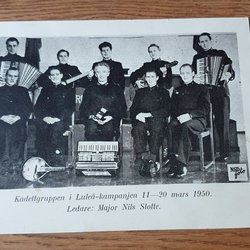 Kadettgruppen i Luleå-kampanjen 11—20 mars 1950.
Ledare: Major Nils Slotte.